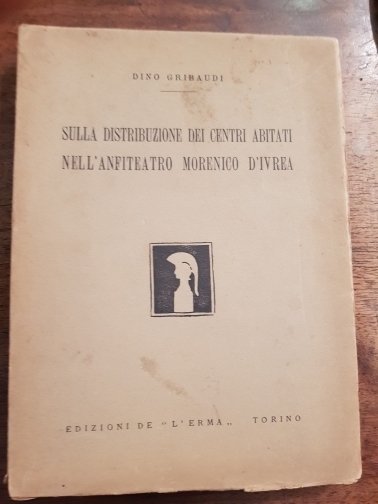 DINO GRIBAUDI
SULLA DISTRIBUZIONE DEI CENTRI ABITATI
NELL'ANFITEATRO MORENICO D'IVREA
EDIZIONI DE "L'ERMA„ TORINO